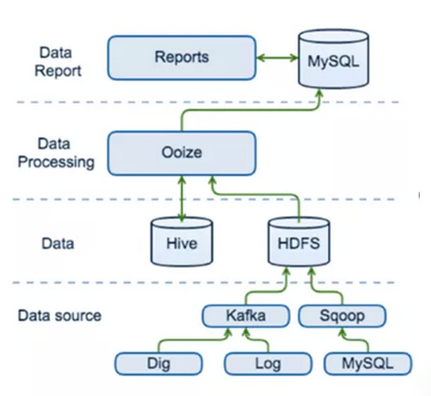 Data
Report
Reports
MySQL
Data
Processing
Ooize
Data
Hive
HDFS
Data source
Kafka
Sqoop
Dig
Log
MySQL